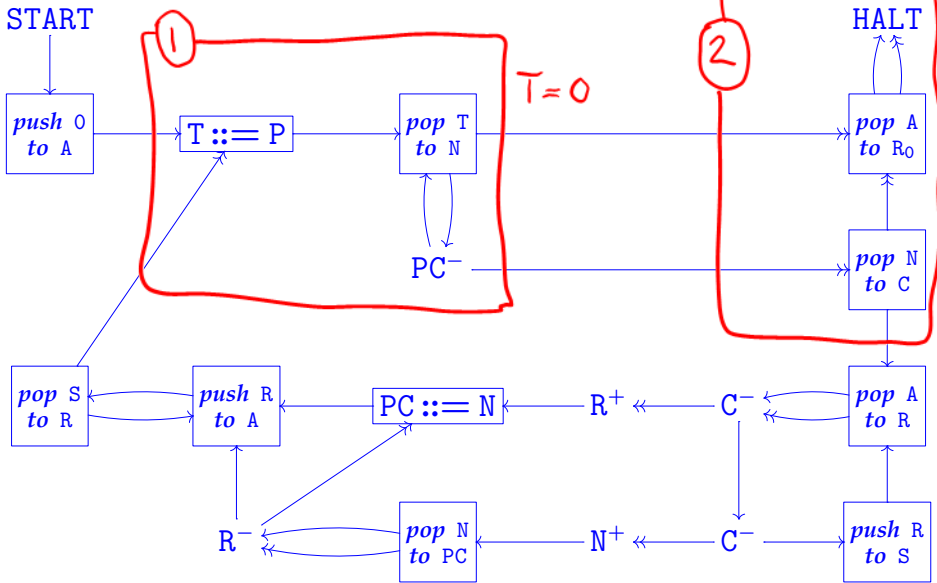 START
HALT
1
2
T=0
push 0
to A
T ::= P
pop T
to N
pop A
to R₀
PC⁻
pop N
to C
pop S
to R
push R
to A
PC ::= N
R⁺
C⁻
pop A
to R
R⁻
pop N
to PC
N⁺
C⁻
push R
to S